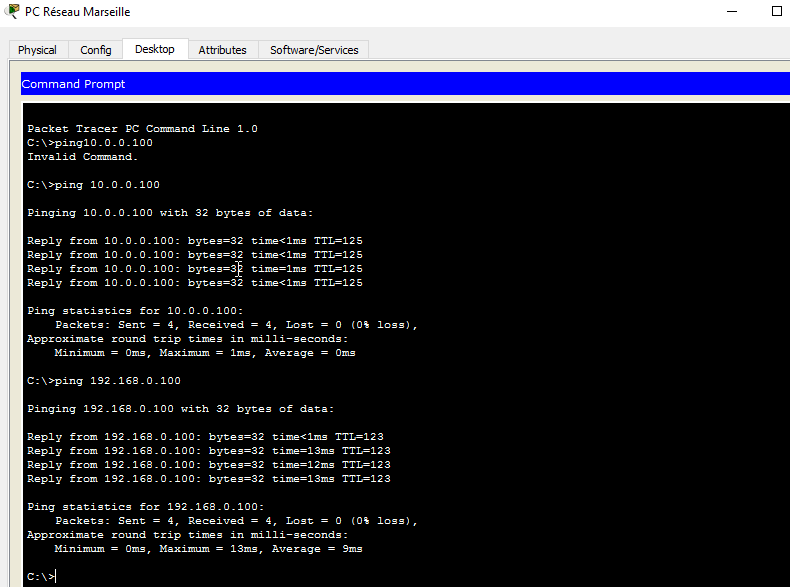 PC Réseau Marseille
Physical Config Desktop Attributes Software/Services
Command Prompt
Packet Tracer PC Command Line 1.0
C:\>ping10.0.0.100
Invalid Command.
C:\>ping 10.0.0.100
Pinging 10.0.0.100 with 32 bytes of data:
Reply from 10.0.0.100: bytes=32 time<1ms TTL=125
Reply from 10.0.0.100: bytes=32 time<1ms TTL=125
Reply from 10.0.0.100: bytes=32 time=1ms TTL=125
Reply from 10.0.0.100: bytes=32 time<1ms TTL=125
Ping statistics for 10.0.0.100:
Packets: Sent = 4, Received = 4, Lost = 0 (0% loss),
Approximate round trip times in milli-seconds:
Minimum = 0ms, Maximum = 1ms, Average = 0ms
C:\>ping 192.168.0.100
Pinging 192.168.0.100 with 32 bytes of data:
Reply from 192.168.0.100: bytes=32 time<1ms TTL=123
Reply from 192.168.0.100: bytes=32 time=13ms TTL=123
Reply from 192.168.0.100: bytes=32 time=12ms TTL=123
Reply from 192.168.0.100: bytes=32 time=13ms TTL=123
Ping statistics for 192.168.0.100:
Packets: Sent = 4, Received = 4, Lost = 0 (0% loss),
Approximate round trip times in milli-seconds:
Minimum = 0ms, Maximum = 13ms, Average = 9ms
C:\>